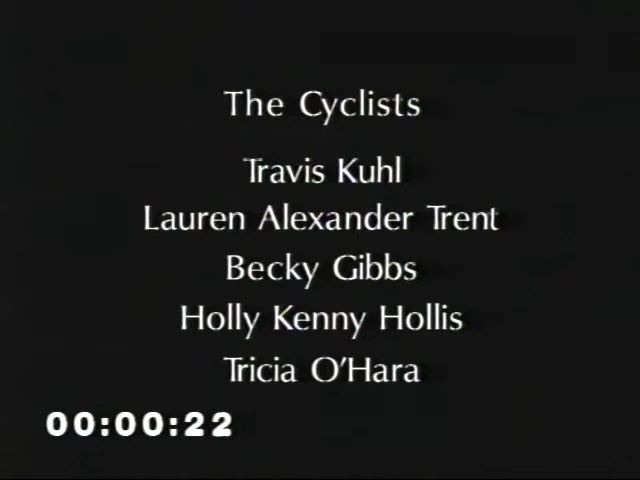 The Cyclists
Travis Kuhl
Lauren Alexander Trent
Becky Gibbs
Holly Kenny Hollis
Tricia O'Hara
00:00:22